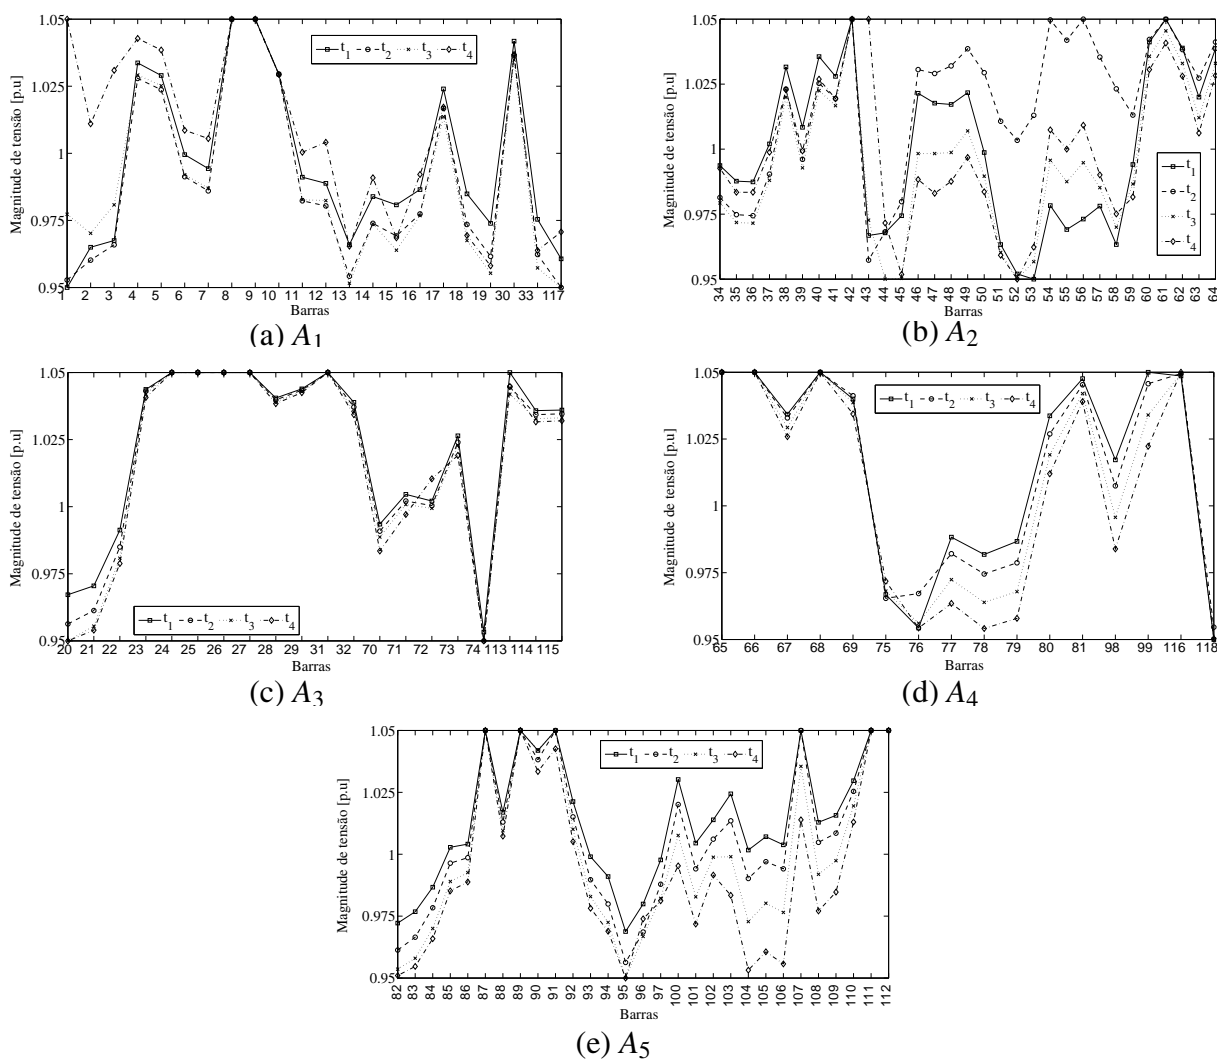 1.05
1.025
1
0.975
0.95
Magnitude de tensão [p.u]
t1 t2 t3 t4
1 2 3 4 5 6 7 8 9 10 11 12 13 14 15 16 17 18 19 30 33 117
Barras
(a) A1
1.05
1.025
1
0.975
0.95
Magnitude de tensão [p.u]
t1
t2
t3
t4
34 35 36 37 38 39 40 41 42 43 44 45 46 47 48 49 50 51 52 53 54 55 56 57 58 59 60 61 62 63 64
Barras
(b) A2
1.05
1.025
1
0.975
0.95
Magnitude de tensão [p.u]
t1 t2 t3 t4
20 21 22 23 24 25 26 27 28 29 31 32 70 71 72 73 74 113 114 115
Barras
(c) A3
1.05
1.025
1
0.975
0.95
Magnitude de tensão [p.u]
t1 t2 t3 t4
65 66 67 68 69 75 76 77 78 79 80 81 98 99 116 118
Barras
(d) A4
1.05
1.025
1
0.975
0.95
Magnitude de tensão [p.u]
t1 t2 t3 t4
82 83 84 85 86 87 88 89 90 91 92 93 94 95 96 97 100 101 102 103 104 105 106 107 108 109 110 111 112
Barras
(e) A5